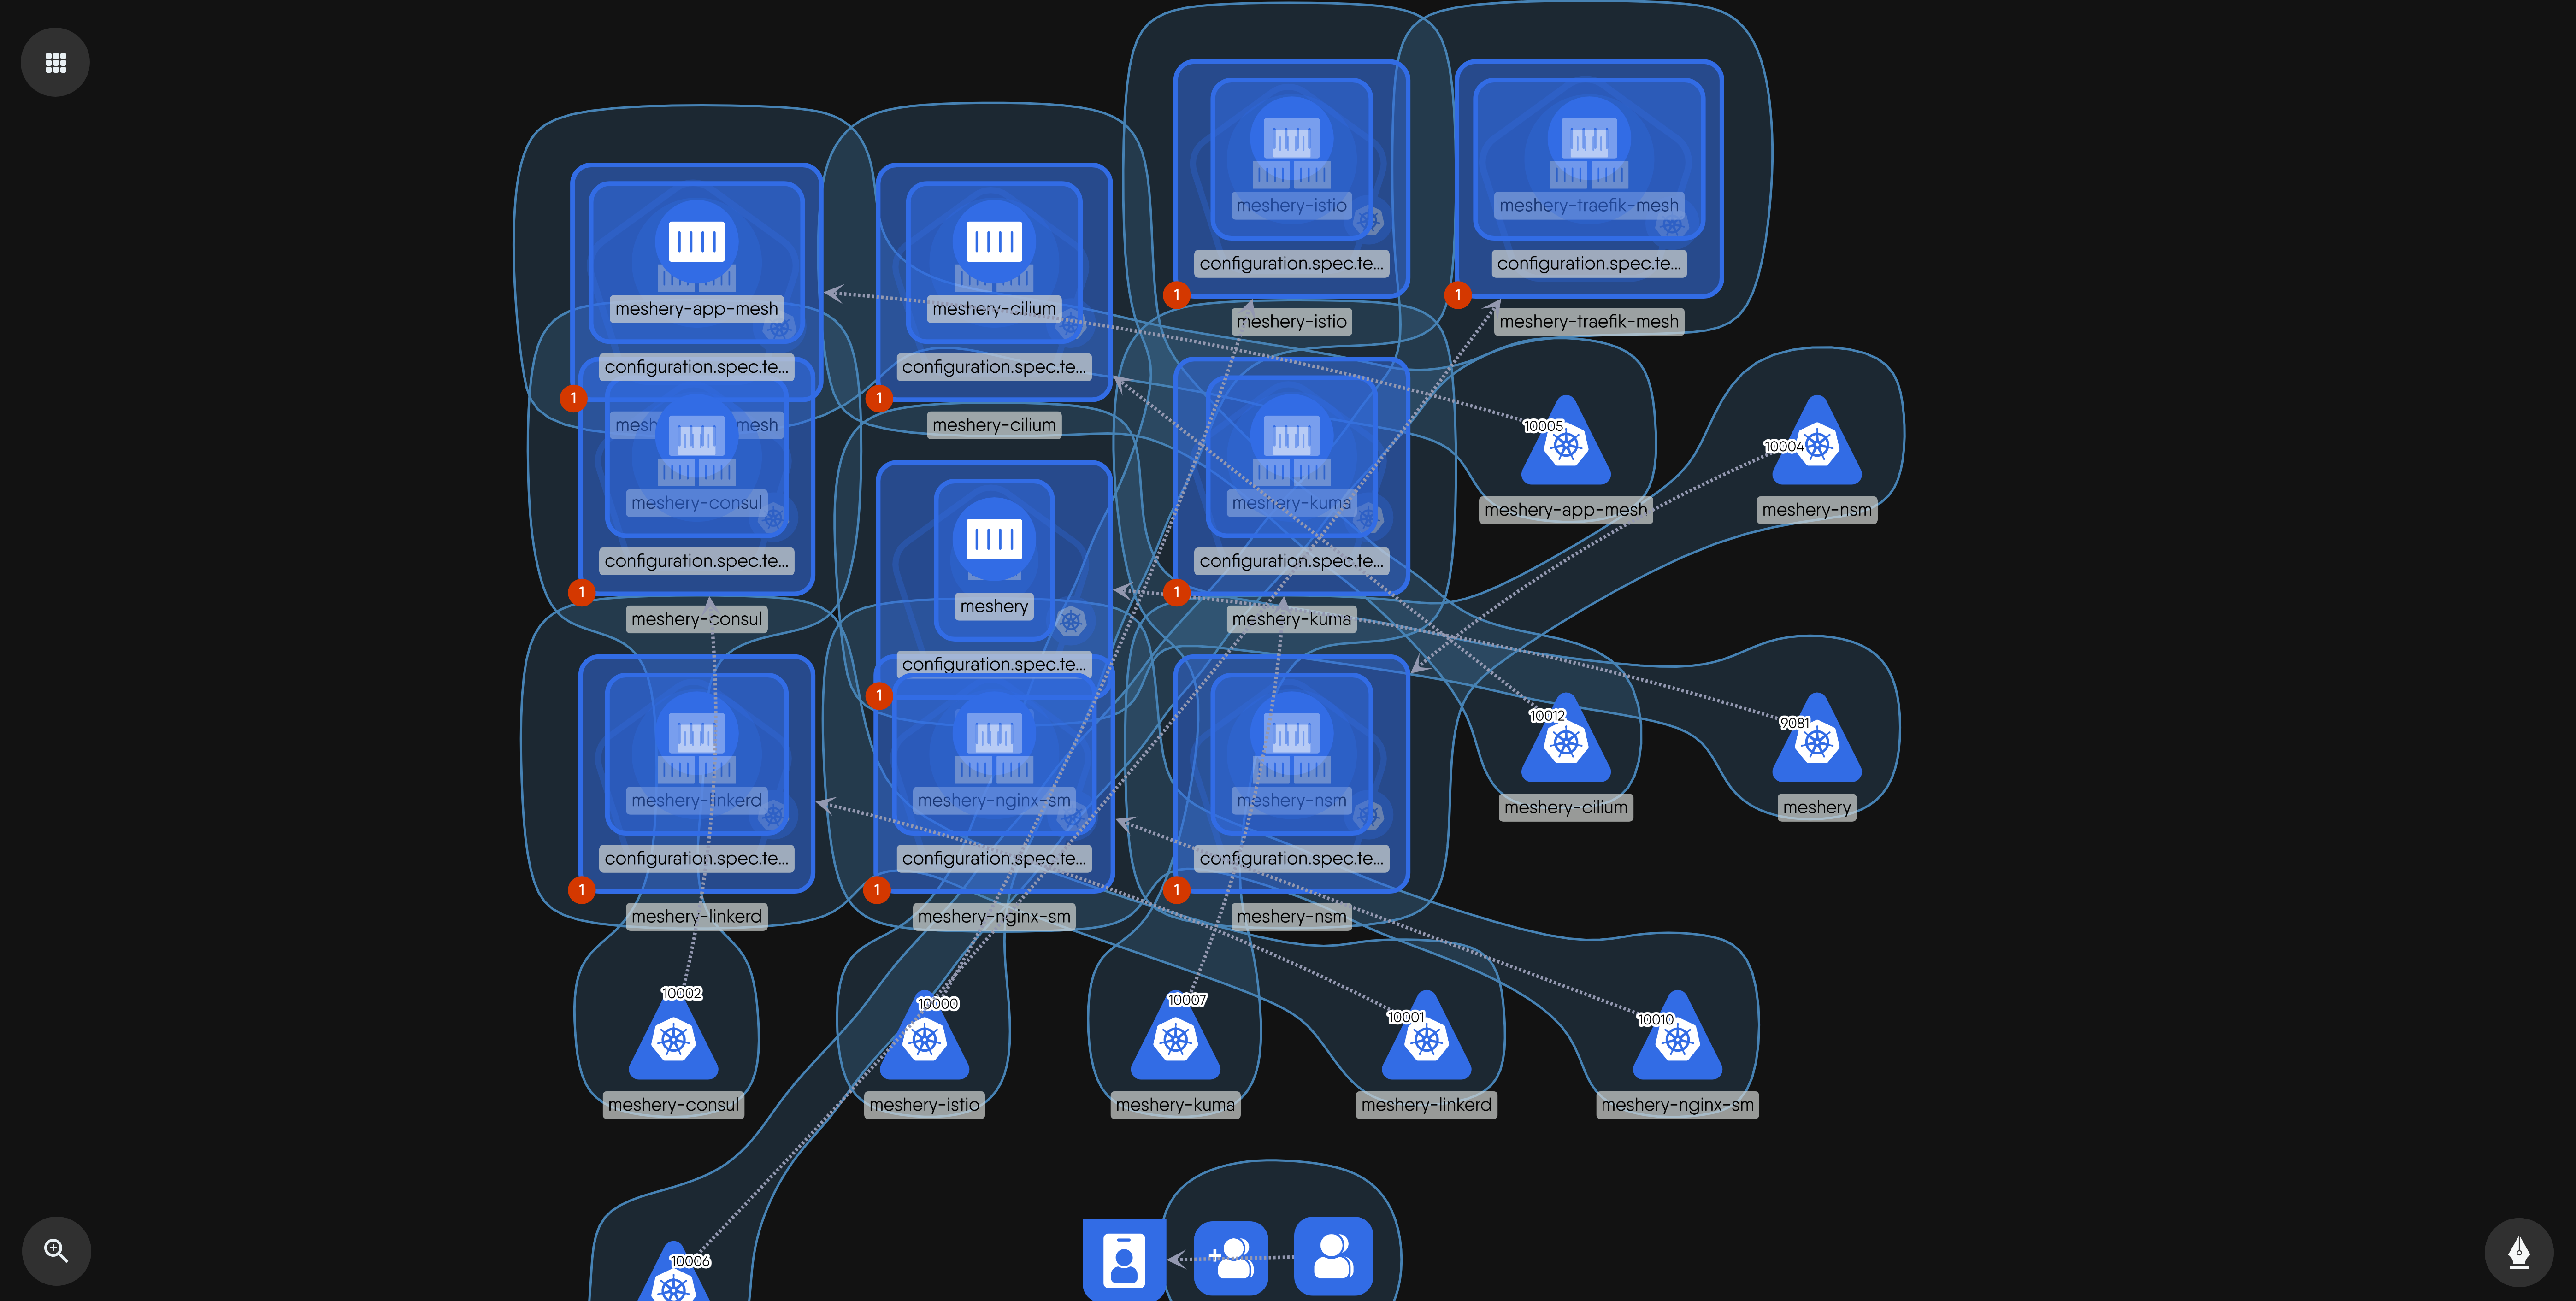 meshery-istio
meshery-traefik-mesh
configuration.spec.te...
configuration.spec.te...
1
1
meshery-istio
meshery-traefik-mesh
meshery-app-mesh
meshery-cilium
configuration.spec.te...
configuration.spec.te...
1
1
mesh
mesh
meshery-cilium
10005
10004
meshery-app-mesh
meshery-nsm
meshery-consul
meshery-kuma
configuration.spec.te...
configuration.spec.te...
1
1
meshery
meshery-consul
meshery-kuma
configuration.spec.te...
1
10012
9081
meshery-cilium
meshery
meshery-linkerd
meshery-nginx-sm
meshery-nsm
configuration.spec.te...
configuration.spec.te...
configuration.spec.te...
1
1
1
meshery-linkerd
meshery-nginx-sm
meshery-nsm
10002
10000
10007
10001
10010
meshery-consul
meshery-istio
meshery-kuma
meshery-linkerd
meshery-nginx-sm
10006